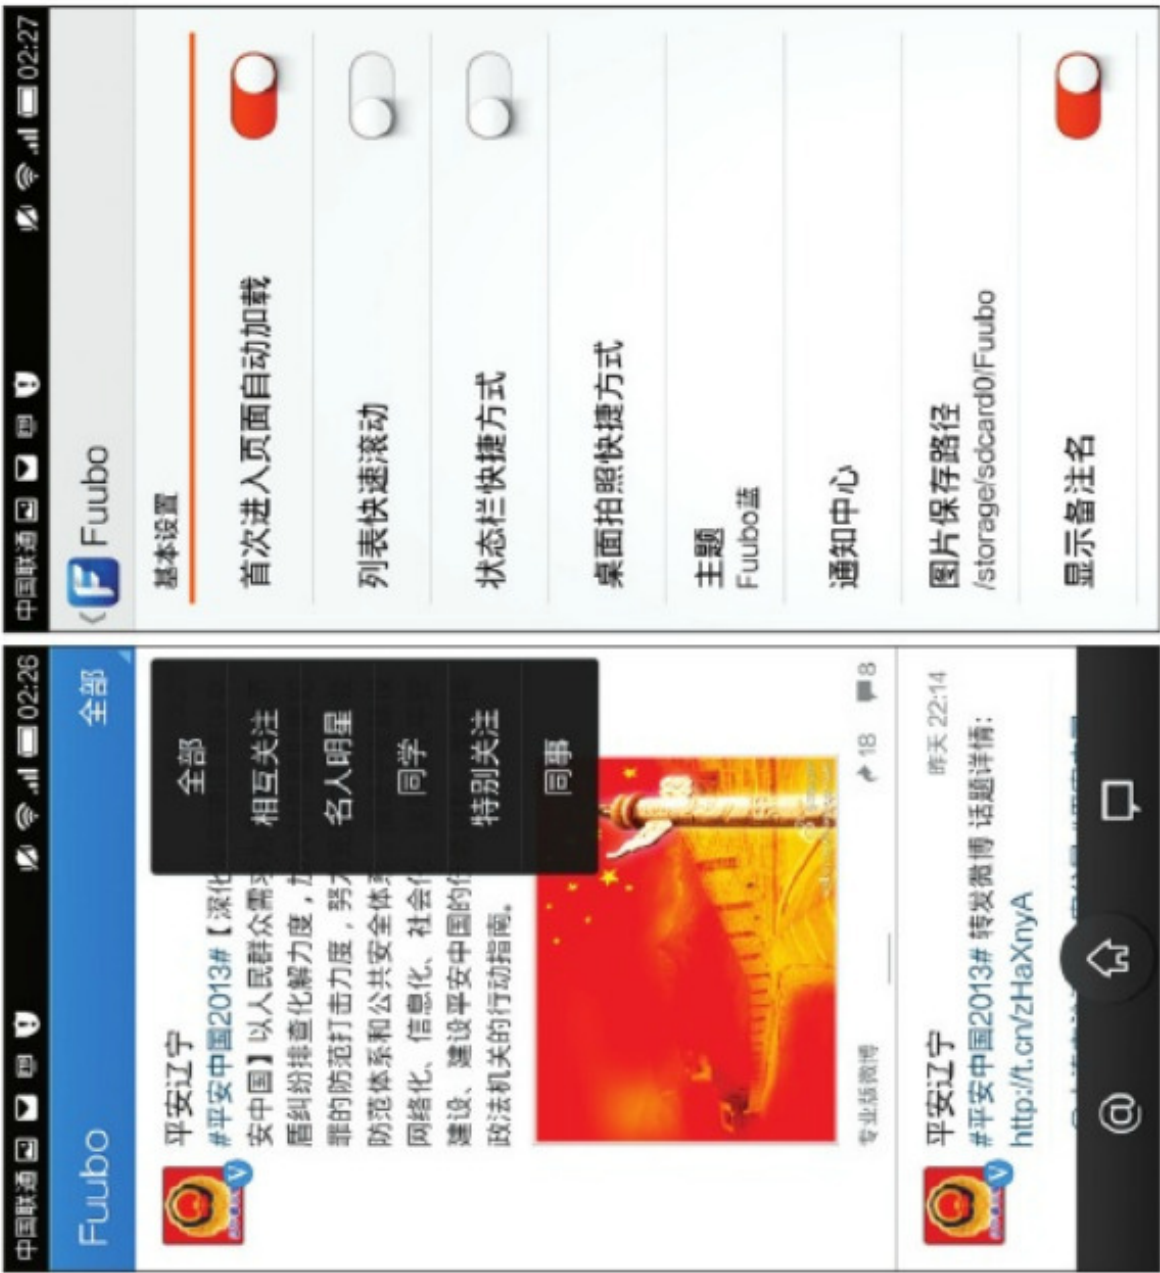 中国联通
02:26
Fuubo
全部
平安辽宁
#平安中国2013#【深化
安中国】以人民群众需求
盾纠纷排查化解力度,加
罪的防范打击力度,努力
防范体系和公共安全体系
网络化、信息化、社会化
建设、建设平安中国的任
政法机关的行动指南。
全部
相互关注
名人明星
同学
特别关注
同事
专业版微博
18
8
平安辽宁
昨天 22:14
#平安中国2013# 转发微博 话题详情:
http://t.cn/zHaXnyA
@
中国联通
02:27
Fuubo
基本设置
首次进入页面自动加载
列表快速滚动
状态栏快捷方式
桌面拍照快捷方式
主题
Fuubo蓝
通知中心
图片保存路径
/storage/sdcard0/Fuubo
显示备注名